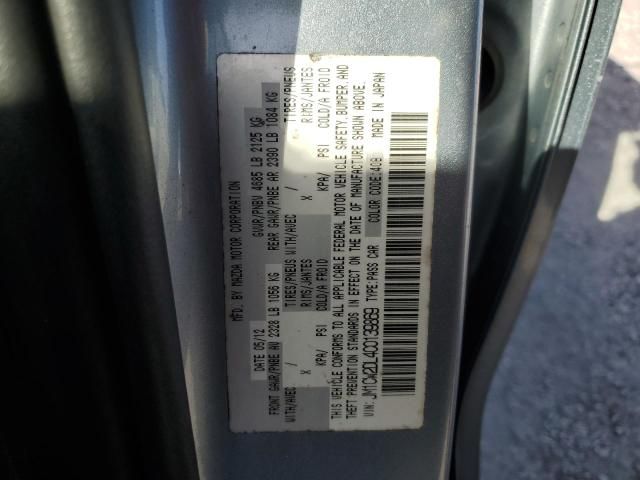 MFD. BY MAZDA MOTOR CORPORATION
DATE 05/12 GVWR/PNBV 4685 LB 2125 KG
FRONT GAWR/PNBE AV 2328 LB 1056 KG REAR GAWR/PNBE AR 2390 LB 1084 KG
TIRES/PNEUS WITH/AVEC / TIRES/PNEUS
WITH/AVEC X RIMS/JANTES X RIMS/JANTES
KPA/ PSI COLD/A FROID KPA/ PSI COLD/A FROID
THIS VEHICLE CONFORMS TO ALL APPLICABLE FEDERAL MOTOR VEHICLE SAFETY, BUMPER, AND
THEFT PREVENTION STANDARDS IN EFFECT ON THE DATE OF MANUFACTURE SHOWN ABOVE.
VIN: JM1CW2DL4C0139869 TYPE: PASS CAR COLOR CODE: MADE IN JAPAN